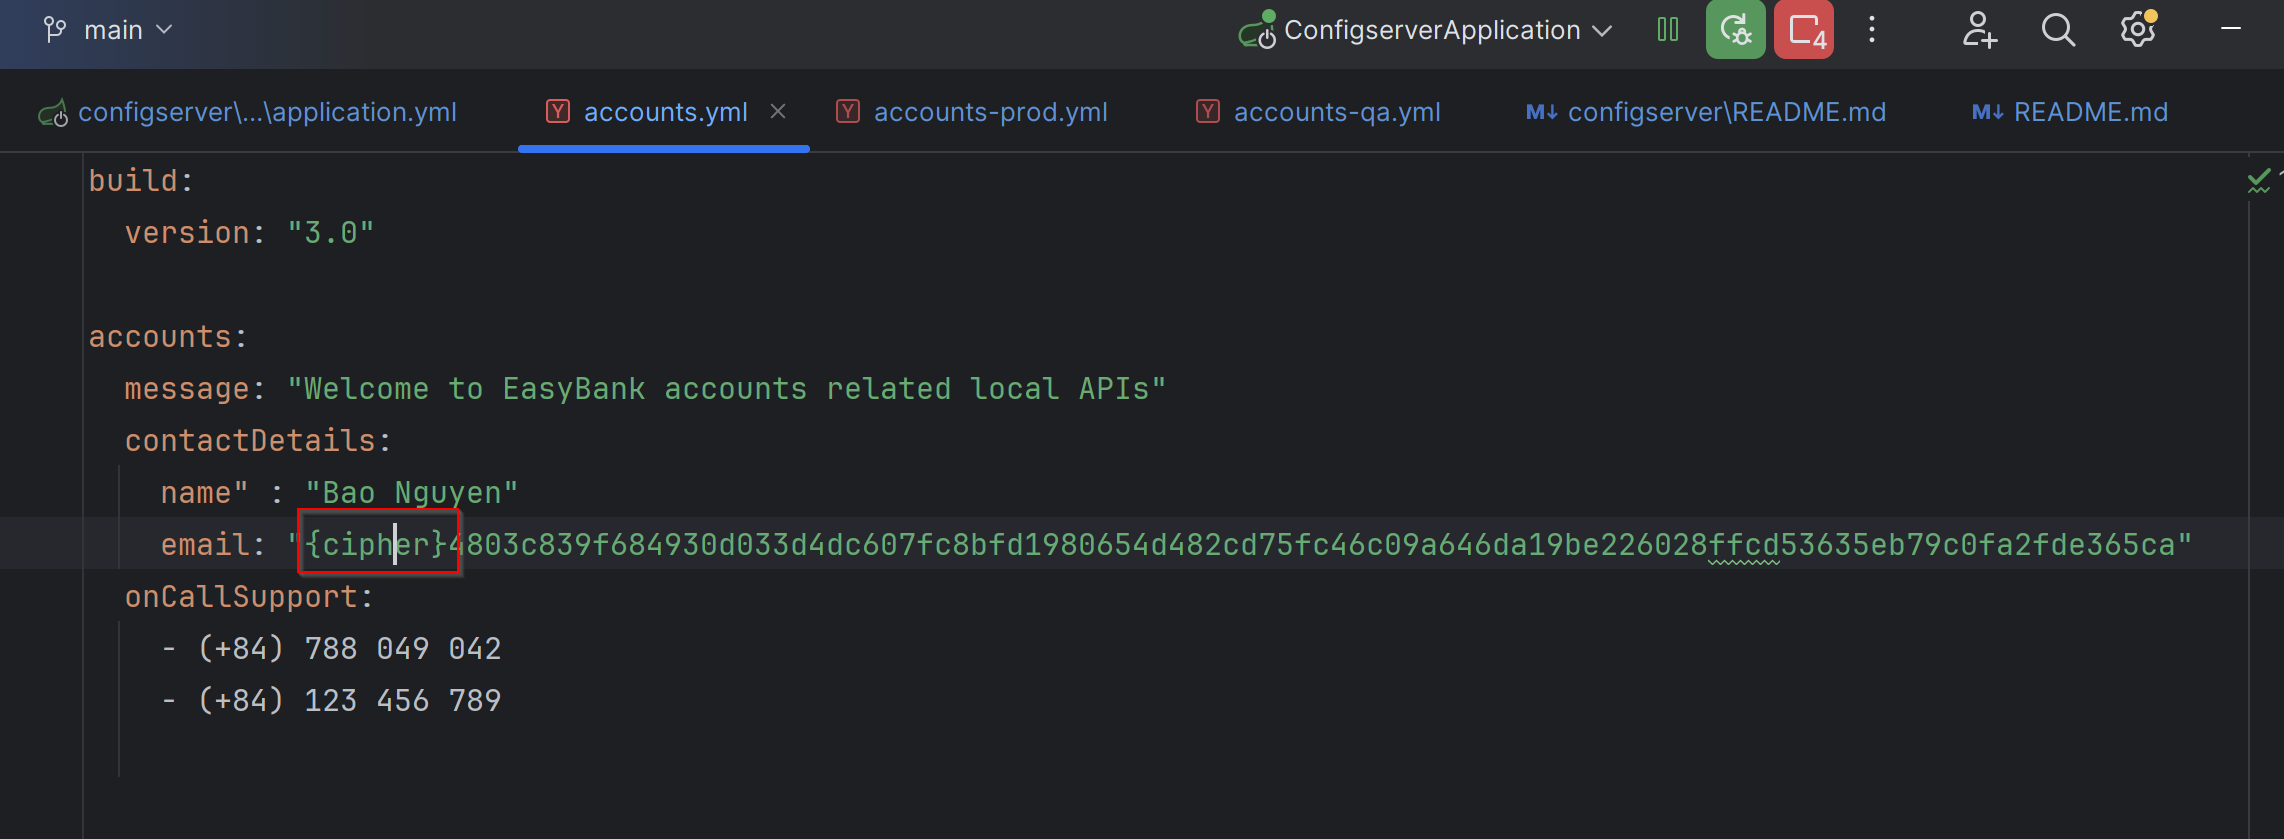 main
ConfigserverApplication
4
configserver\...\application.yml
accounts.yml
accounts-prod.yml
accounts-qa.yml
M↓ configserver\README.md
M↓ README.md
build:
version: "3.0"
accounts:
message: "Welcome to EasyBank accounts related local APIs"
contactDetails:
name" : "Bao Nguyen"
email: "{cipher}4803c839f684930d033d4dc607fc8bfd1980654d482cd75fc46c09a646da19be226028ffcd53635eb79c0fa2fde365ca"
onCallSupport:
- (+84) 788 049 042
- (+84) 123 456 789